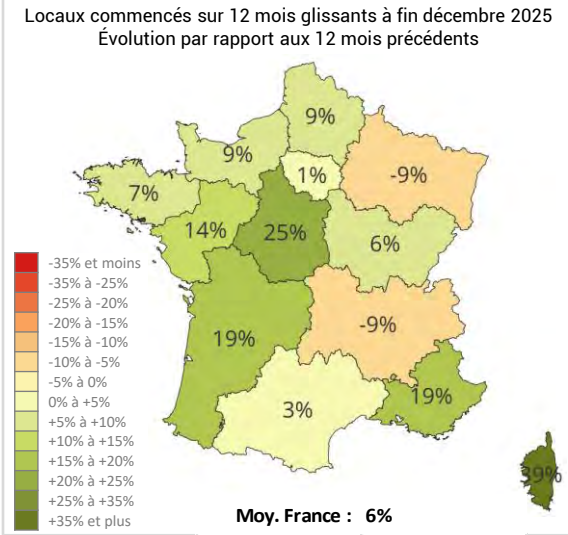 Locaux commencés sur 12 mois glissants à fin décembre 2025
Évolution par rapport aux 12 mois précédents
9%
9%
1%
-9%
7%
14%
25%
6%
19%
-9%
3%
19%
39%
-35% et moins
-35% à -25%
-25% à -20%
-20% à -15%
-15% à -10%
-10% à -5%
-5% à 0%
0% à +5%
+5% à +10%
+10% à +15%
+15% à +20%
+20% à +25%
+25% à +35%
+35% et plus
Moy. France : 6%